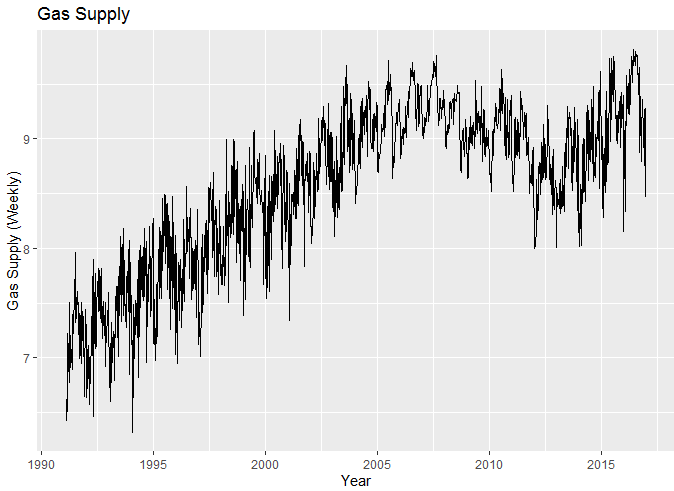 Gas Supply
Gas Supply (Weekly)
9
8
7
1990 1995 2000 2005 2010 2015
Year